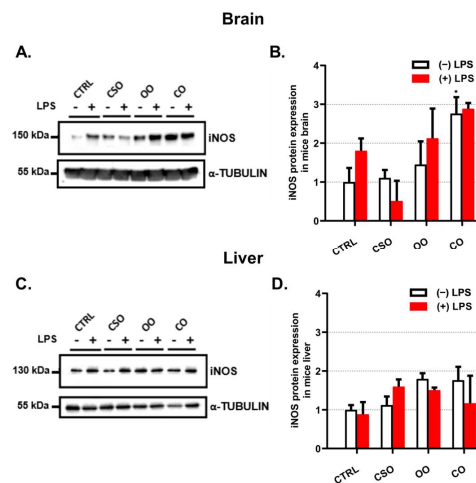 Brain
A.
CTRL CSO OO CO
LPS - + - + - + - +
150 kDa iNOS
55 kDa α-TUBULIN
B.
(−) LPS
(+) LPS
iNOS protein expression
in mice brain
4
3
2
1
0
*
CTRL CSO OO CO
Liver
C.
CTRL CSO OO CO
LPS - + - + - + - +
130 kDa iNOS
55 kDa α-TUBULIN
D.
(−) LPS
(+) LPS
iNOS protein expression
in mice liver
4
3
2
1
0
CTRL CSO OO CO